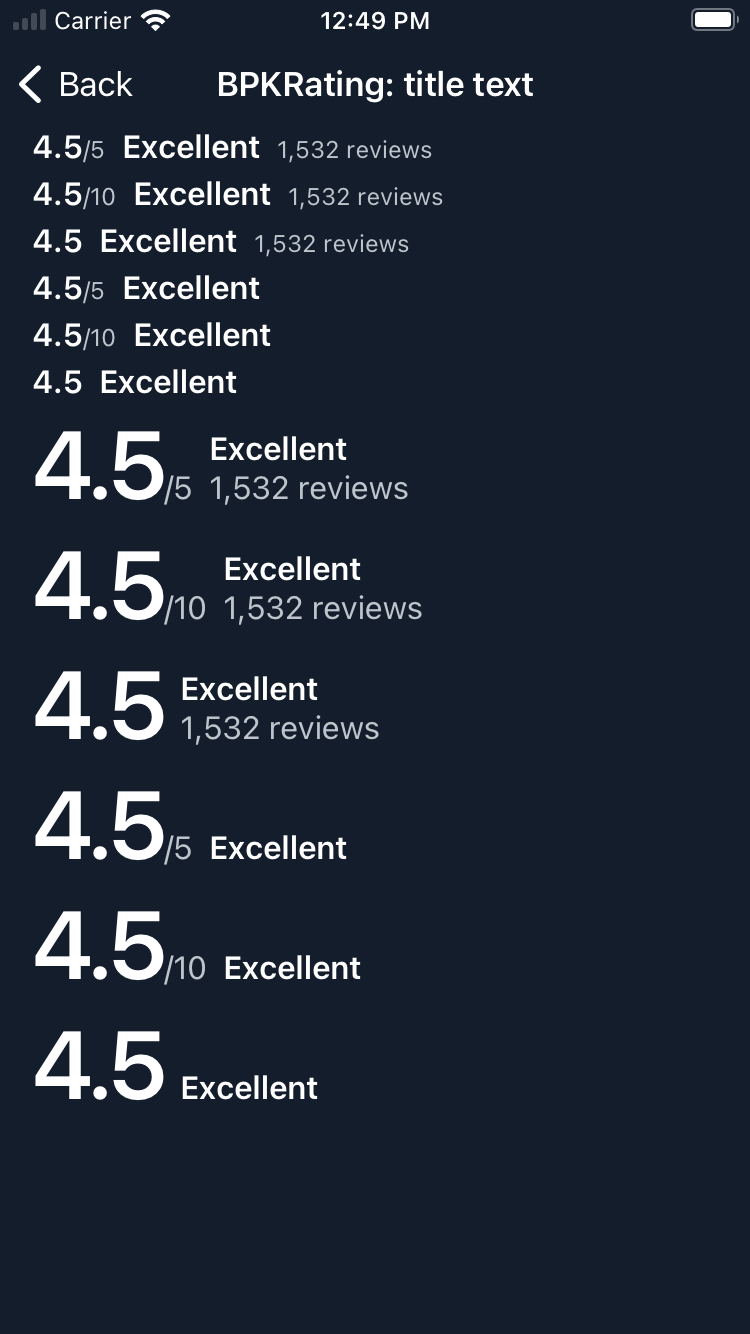 Carrier 12:49 PM
Back BPKRating: title text
4.5/5 Excellent 1,532 reviews
4.5/10 Excellent 1,532 reviews
4.5 Excellent 1,532 reviews
4.5/5 Excellent
4.5/10 Excellent
4.5 Excellent
4.5/5 Excellent
1,532 reviews
4.5/10 Excellent
1,532 reviews
4.5 Excellent
1,532 reviews
4.5/5 Excellent
4.5/10 Excellent
4.5 Excellent